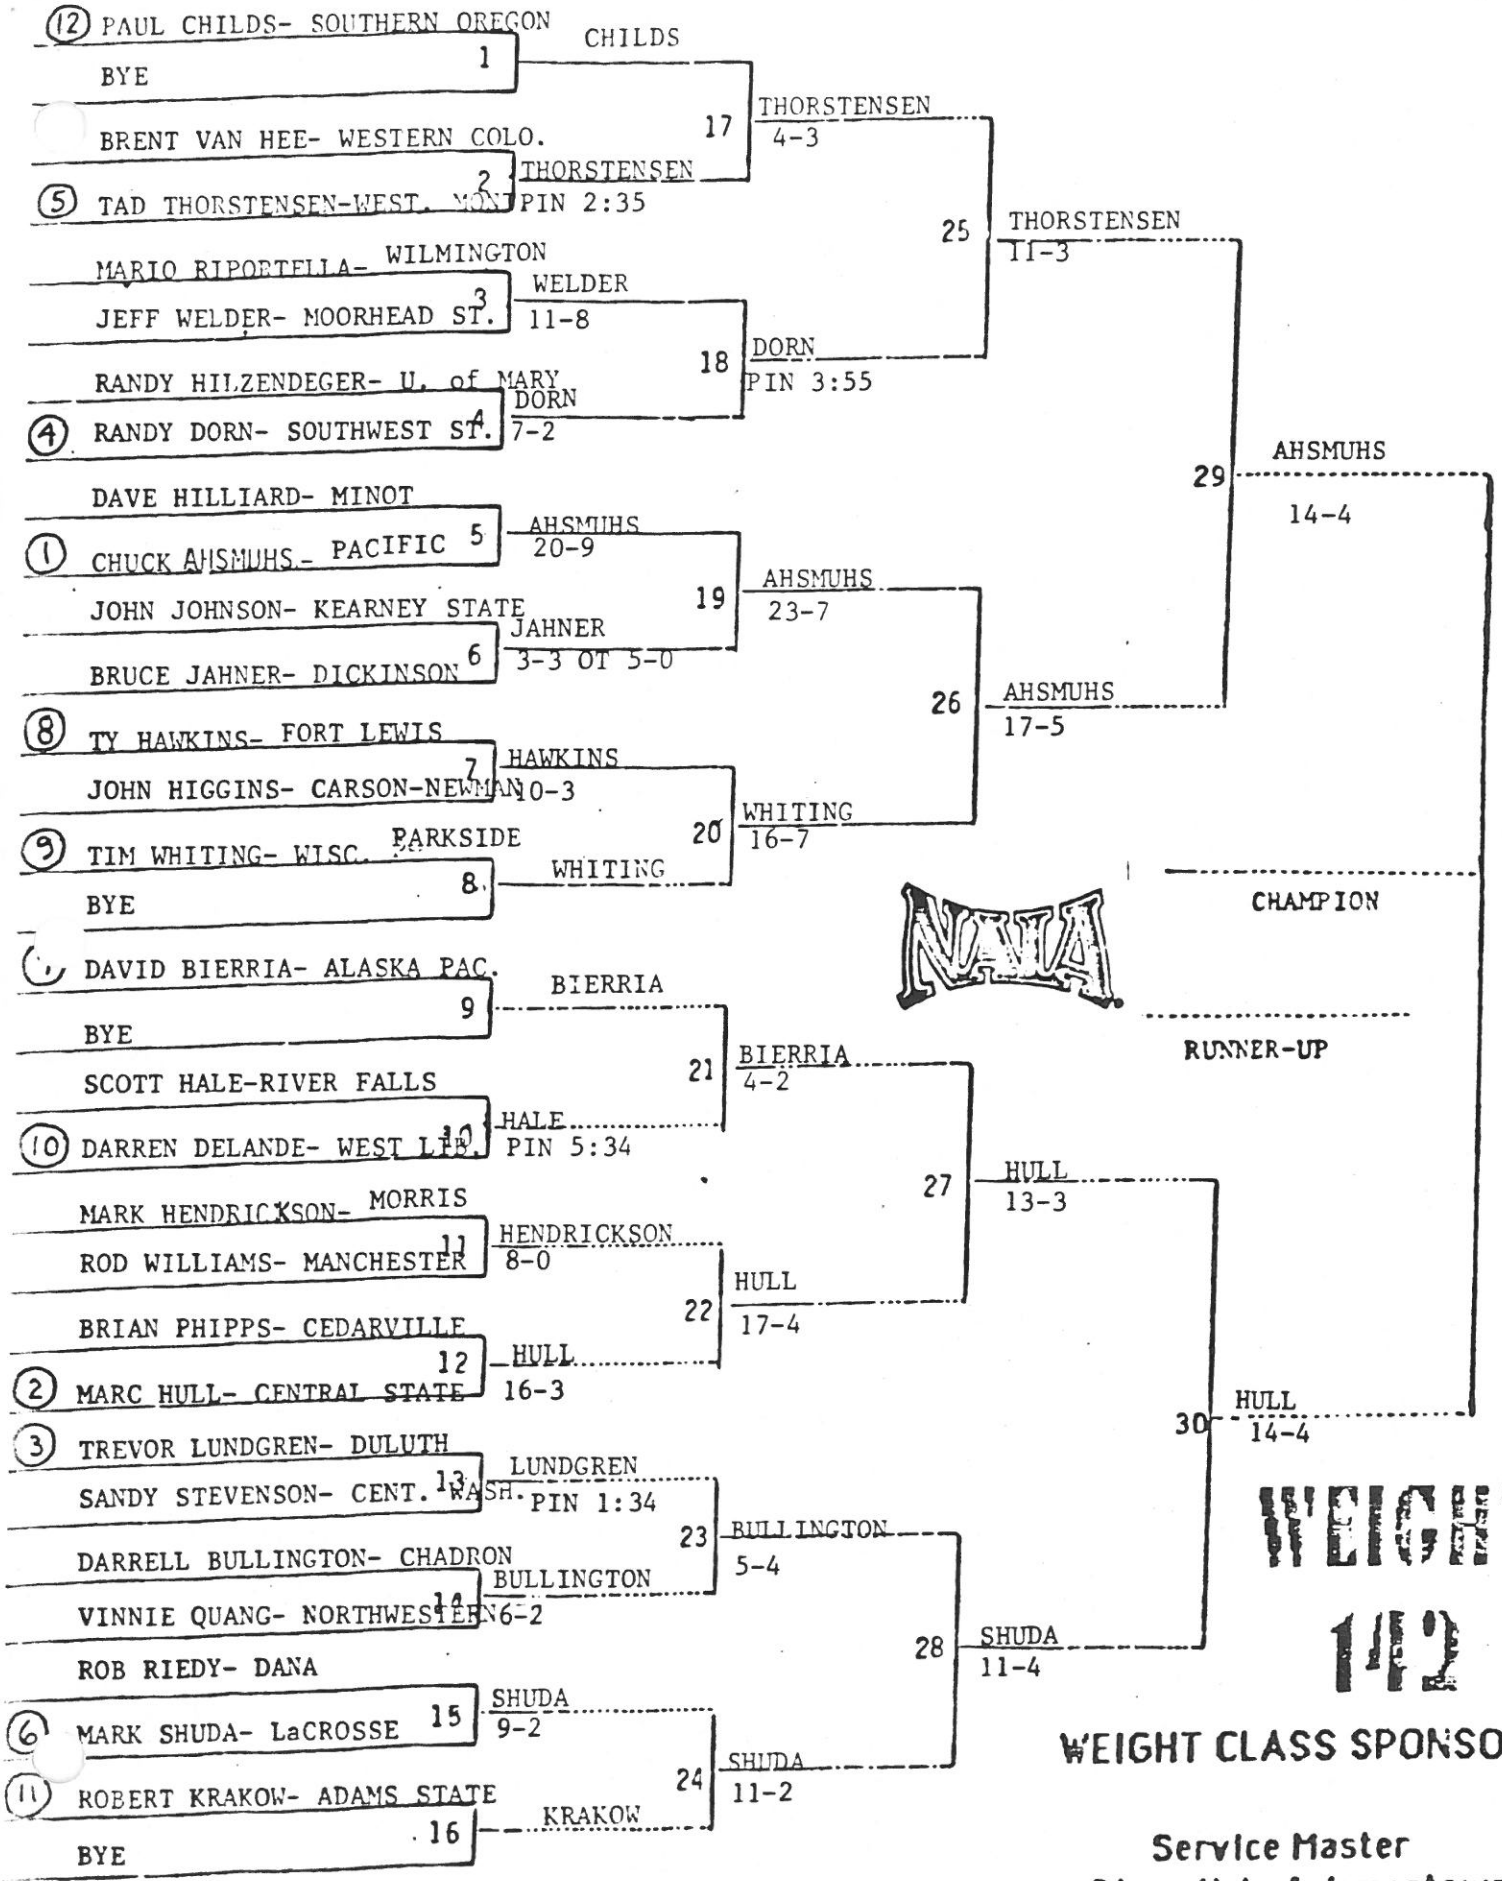 12 PAUL CHILDS- SOUTHERN OREGON
1
BYE
CHILDS
BRENT VAN HEE- WESTERN COLO.
2
5 TAD THORSTENSEN-WEST. MONT
THORSTENSEN
PIN 2:35
17
THORSTENSEN
4-3
MARIO RIPORTELLA- WILMINGTON
3
JEFF WELDER- MOORHEAD ST.
WELDER
11-8
RANDY HILZENDEGER- U. of MARY
4
4 RANDY DORN- SOUTHWEST ST.
DORN
7-2
18
DORN
PIN 3:55
25
THORSTENSEN
11-3
DAVE HILLIARD- MINOT
5
1 CHUCK AHSMUHS- PACIFIC
AHSMUHS
20-9
JOHN JOHNSON- KEARNEY STATE
6
BRUCE JAHNER- DICKINSON
JAHNER
3-3 OT 5-0
19
AHSMUHS
23-7
8 TY HAWKINS- FORT LEWIS
7
JOHN HIGGINS- CARSON-NEWMAN
HAWKINS
10-3
9 TIM WHITING- WISC. PARKSIDE
8
BYE
WHITING
20
WHITING
16-7
26
AHSMUHS
17-5
29
AHSMUHS
14-4
CHAMPION
NAIA
RUNNER-UP
DAVID BIERRIA- ALASKA PAC.
9
BYE
BIERRIA
SCOTT HALE-RIVER FALLS
10
10 DARREN DELANDE- WEST LIB.
HALE
PIN 5:34
21
BIERRIA
4-2
MARK HENDRICKSON- MORRIS
11
ROD WILLIAMS- MANCHESTER
HENDRICKSON
8-0
BRIAN PHIPPS- CEDARVILLE
12
2 MARC HULL- CENTRAL STATE
HULL
16-3
22
HULL
17-4
27
HULL
13-3
3 TREVOR LUNDGREN- DULUTH
13
SANDY STEVENSON- CENT. WASH.
LUNDGREN
PIN 1:34
DARRELL BULLINGTON- CHADRON
14
VINNIE QUANG- NORTHWESTERN
BULLINGTON
6-2
23
BULLINGTON
5-4
ROB RIEDY- DANA
15
6 MARK SHUDA- LaCROSSE
SHUDA
9-2
11 ROBERT KRAKOW- ADAMS STATE
16
BYE
KRAKOW
24
SHUDA
11-2
28
SHUDA
11-4
30
HULL
14-4
WEIGH
142
WEIGHT CLASS SPONSO
Service Master